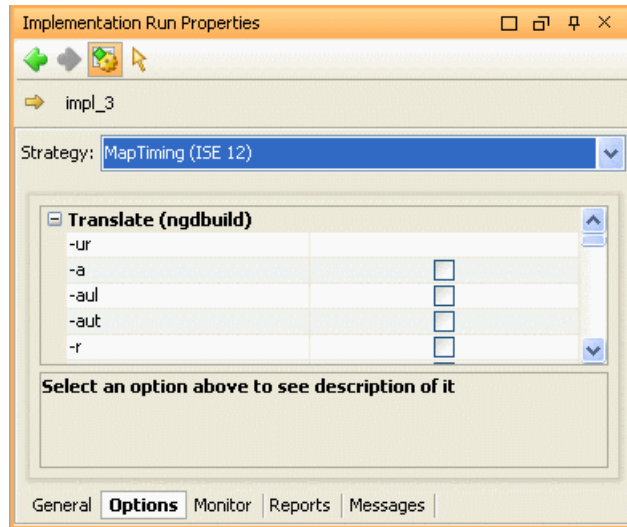 Implementation Run Properties
impl_3
Strategy: MapTiming (ISE 12)
Translate (ngdbuild)
-ur
-a
-aul
-aut
-r
Select an option above to see description of it
General Options Monitor Reports Messages